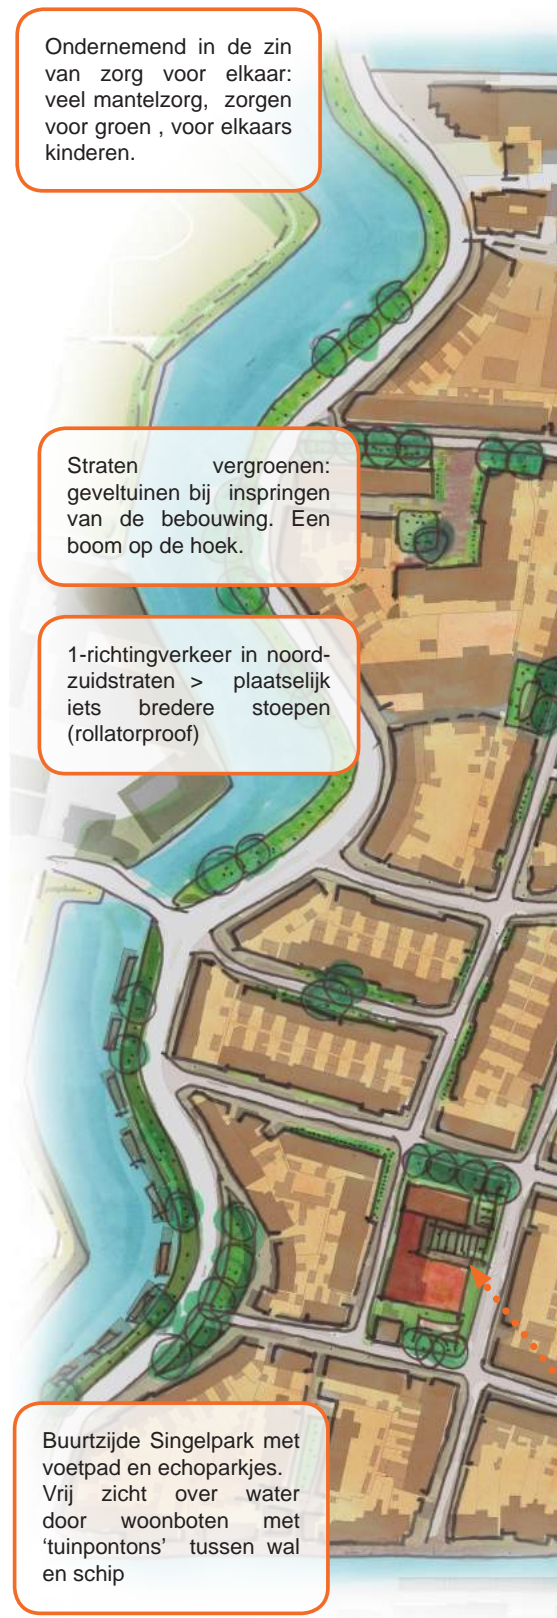 Ondernemend in de zin
van zorg voor elkaar:
veel mantelzorg, zorgen
voor groen , voor elkaars
kinderen.
Straten vergroenen:
geveltuinen bij inspringen
van de bebouwing. Een
boom op de hoek.
1-richtingverkeer in noord-
zuidstraten > plaatselijk
iets bredere stoepen
(rollatorproof)
Buurtzijde Singelpark met
voetpad en echoparkjes.
Vrij zicht over water
door woonboten met
‘tuinpontons’ tussen wal
en schip